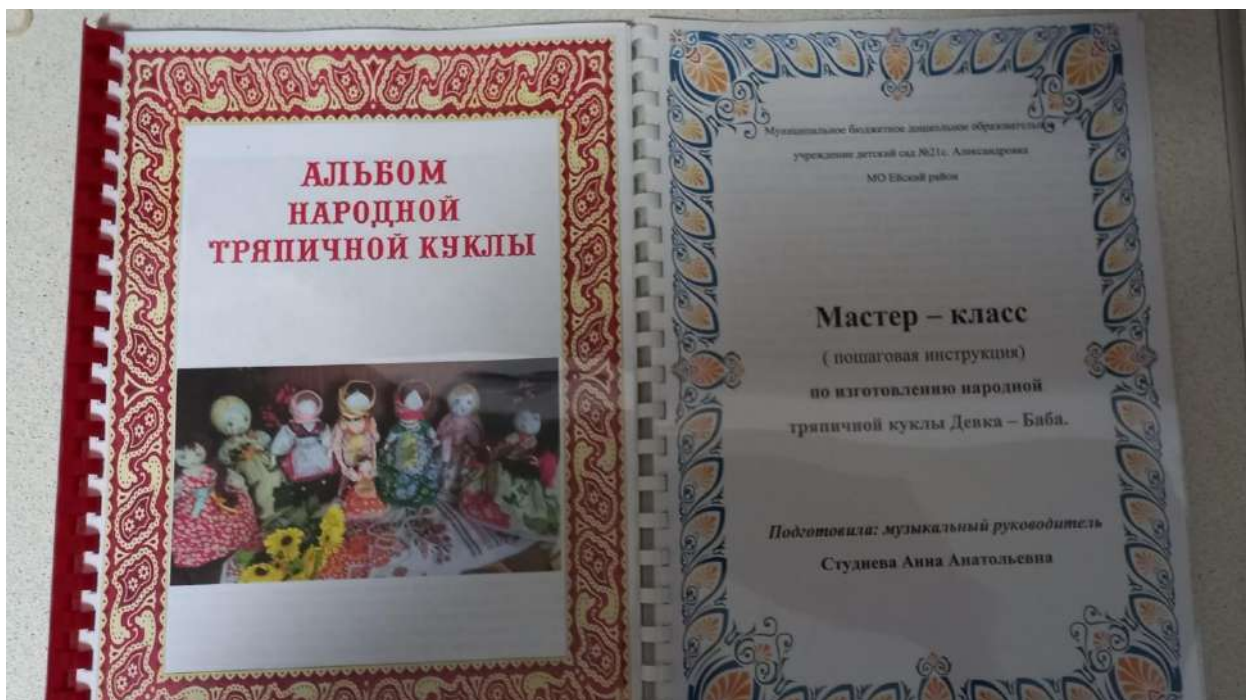 АЛЬБОМ
НАРОДНОЙ
ТРЯПИЧНОЙ КУКЛЫ
Муниципальное бюджетное дошкольное образовательное
учреждение детский сад №21с. Александровка
МО Ейский район
Мастер – класс
( пошаговая инструкция)
по изготовлению народной
тряпичной куклы Девка – Баба.
Подготовила: музыкальный руководитель
Студнева Анна Анатольевна